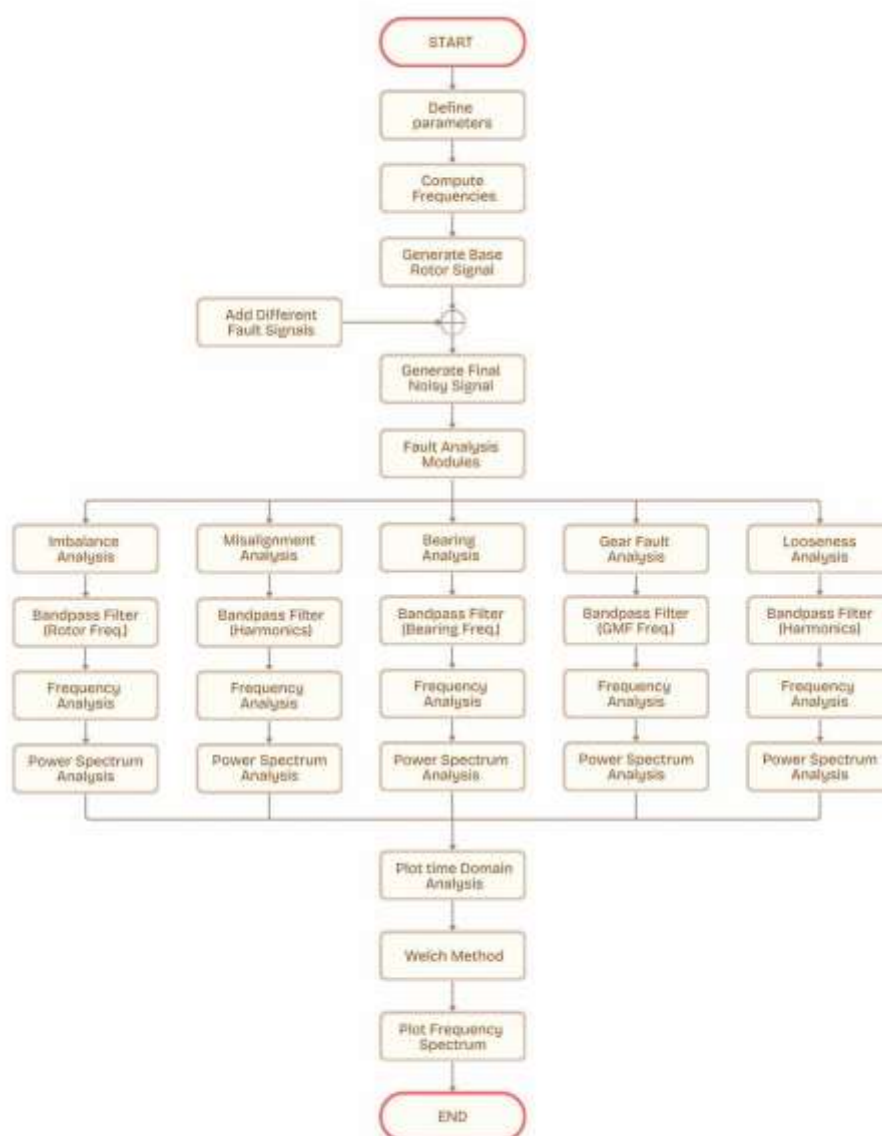 START
Define
parameters
Compute
Frequencies
Generate Base
Rotor Signal
Add Different
Fault Signals
Generate Final
Noisy Signal
Fault Analysis
Modules
Imbalance
Analysis
Misalignment
Analysis
Bearing
Analysis
Gear Fault
Analysis
Looseness
Analysis
Bandpass Filter
(Rotor Freq.)
Bandpass Filter
(Harmonics)
Bandpass Filter
(Bearing Freq.)
Bandpass Filter
(GMF Freq.)
Bandpass Filter
(Harmonics)
Frequency
Analysis
Frequency
Analysis
Frequency
Analysis
Frequency
Analysis
Frequency
Analysis
Power Spectrum
Analysis
Power Spectrum
Analysis
Power Spectrum
Analysis
Power Spectrum
Analysis
Power Spectrum
Analysis
Plot time Domain
Analysis
Welch Method
Plot Frequency
Spectrum
END